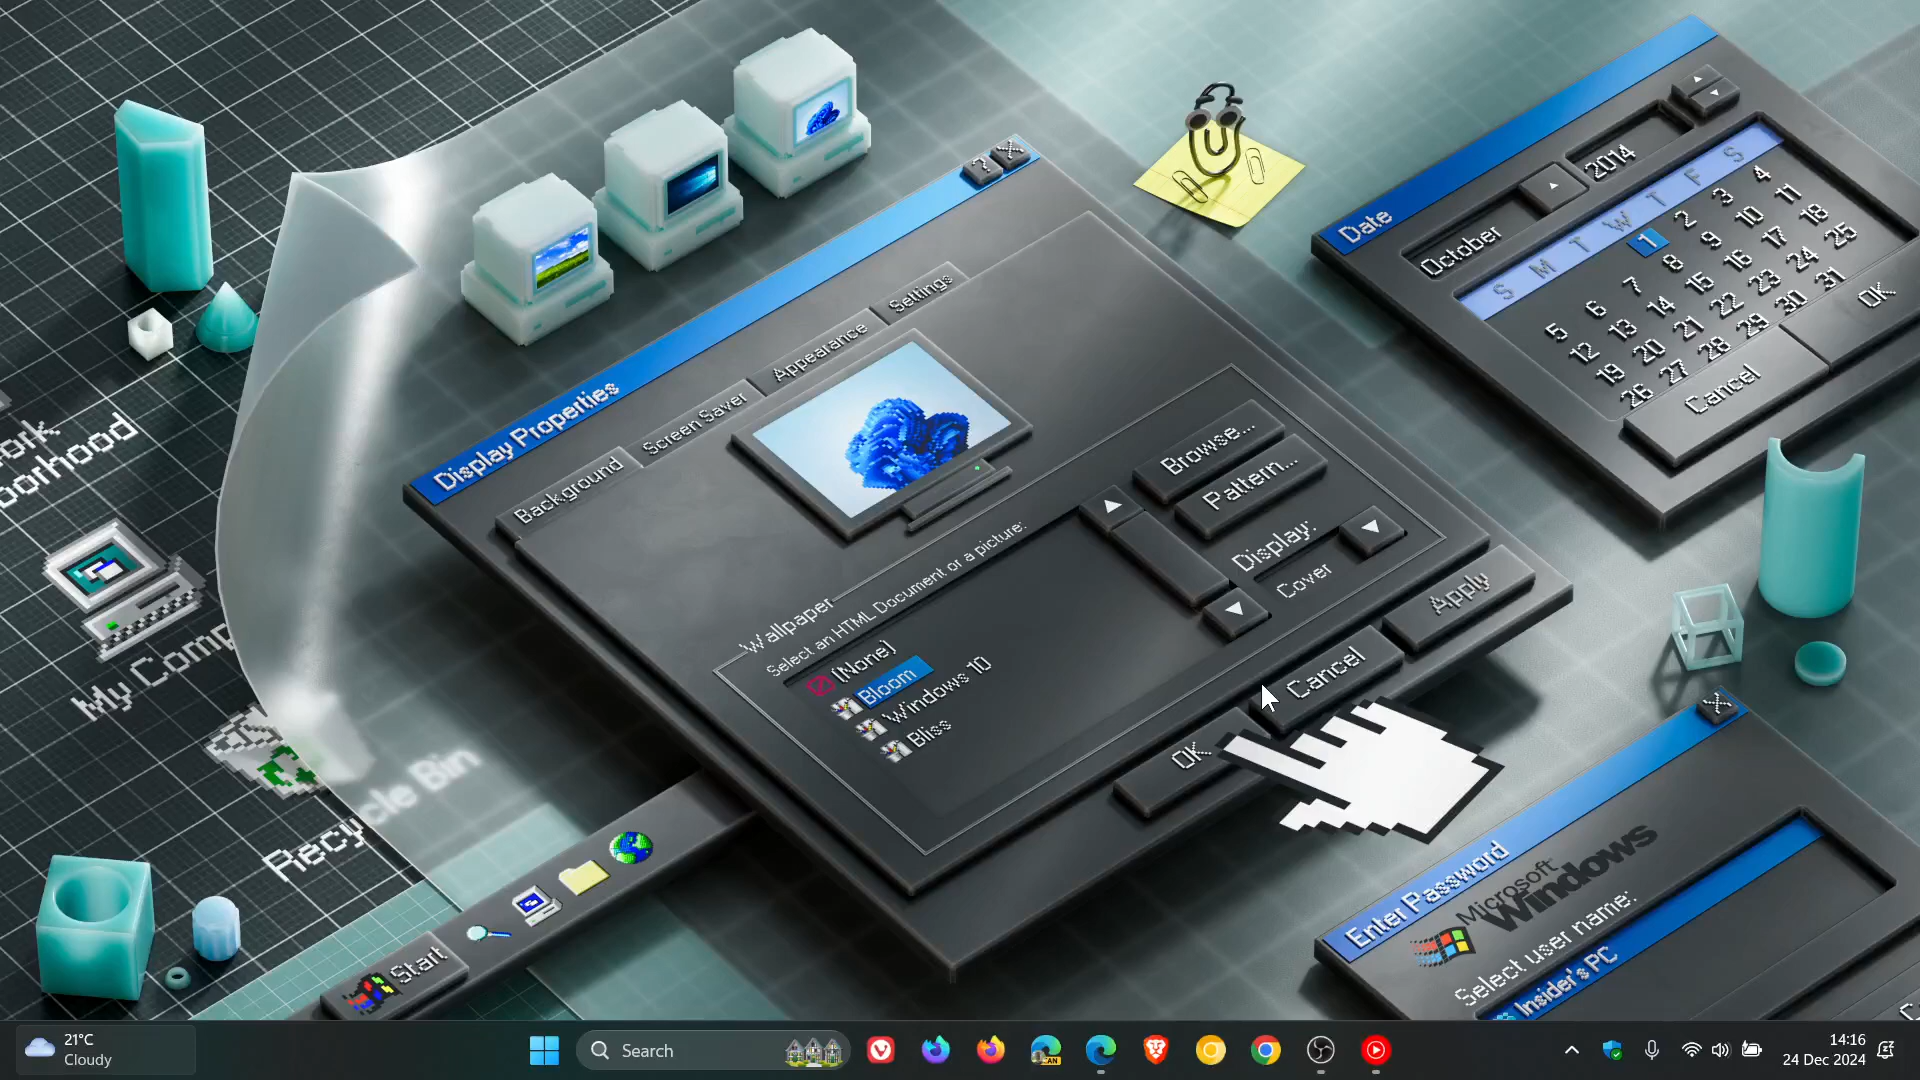 Date
2014
October
S M T W T F S
1 2 3 4
5 6 7 8 9 10 11
12 13 14 15 16 17 18
19 20 21 22 23 24 25
26 27 28 29 30 31
OK
Cancel
Display Properties
?
Background
Screen Saver
Appearance
Settings
Wallpaper
Select an HTML Document or a picture:
(None)
Bloom
Windows 10
Bliss
Browse...
Pattern...
Display:
Cover
OK
Cancel
Apply
My Comp
Recycle Bin
Start
Enter Password
Microsoft
Windows
Select user name:
Insider's PC
21°C
Cloudy
Search
CAN
14:16
24 Dec 2024